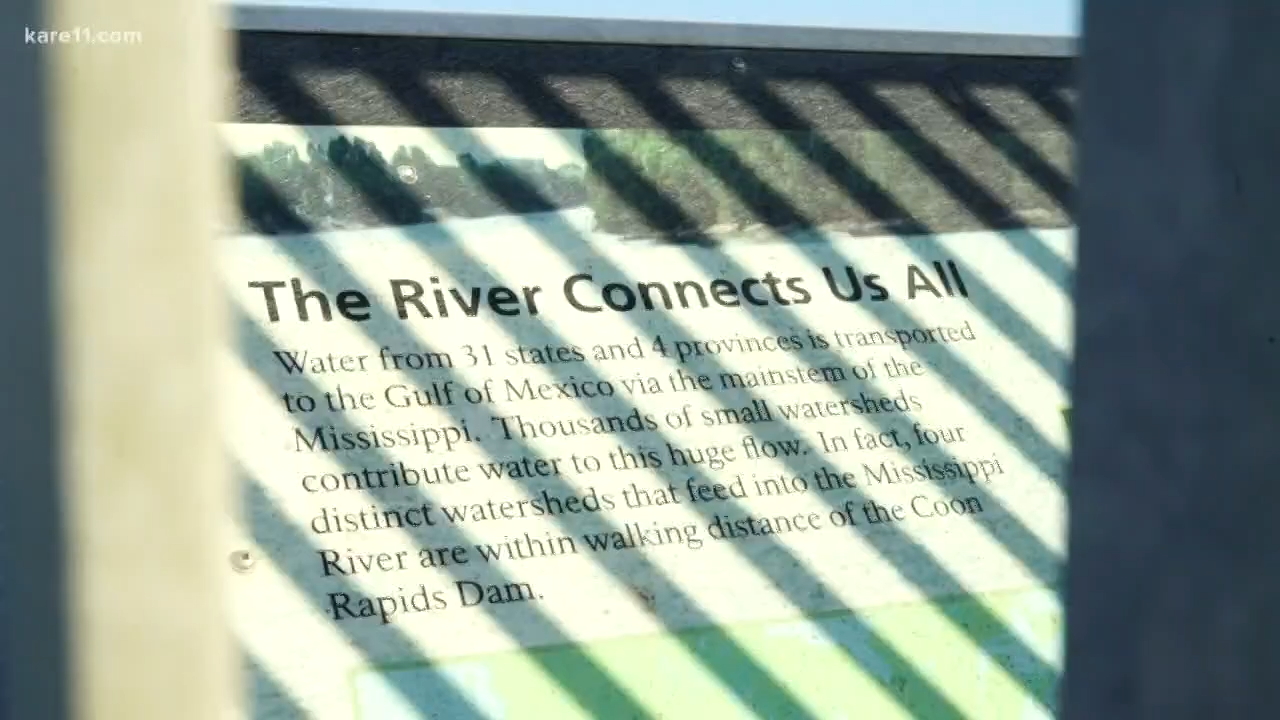 kare11.com
The River Connects Us All
Water from 31 states and 4 provinces is transported
to the Gulf of Mexico via the mainstem of the
Mississippi. Thousands of small watersheds
contribute water to this huge flow. In fact, four
distinct watersheds that feed into the Mississippi
River are within walking distance of the Coon
Rapids Dam.